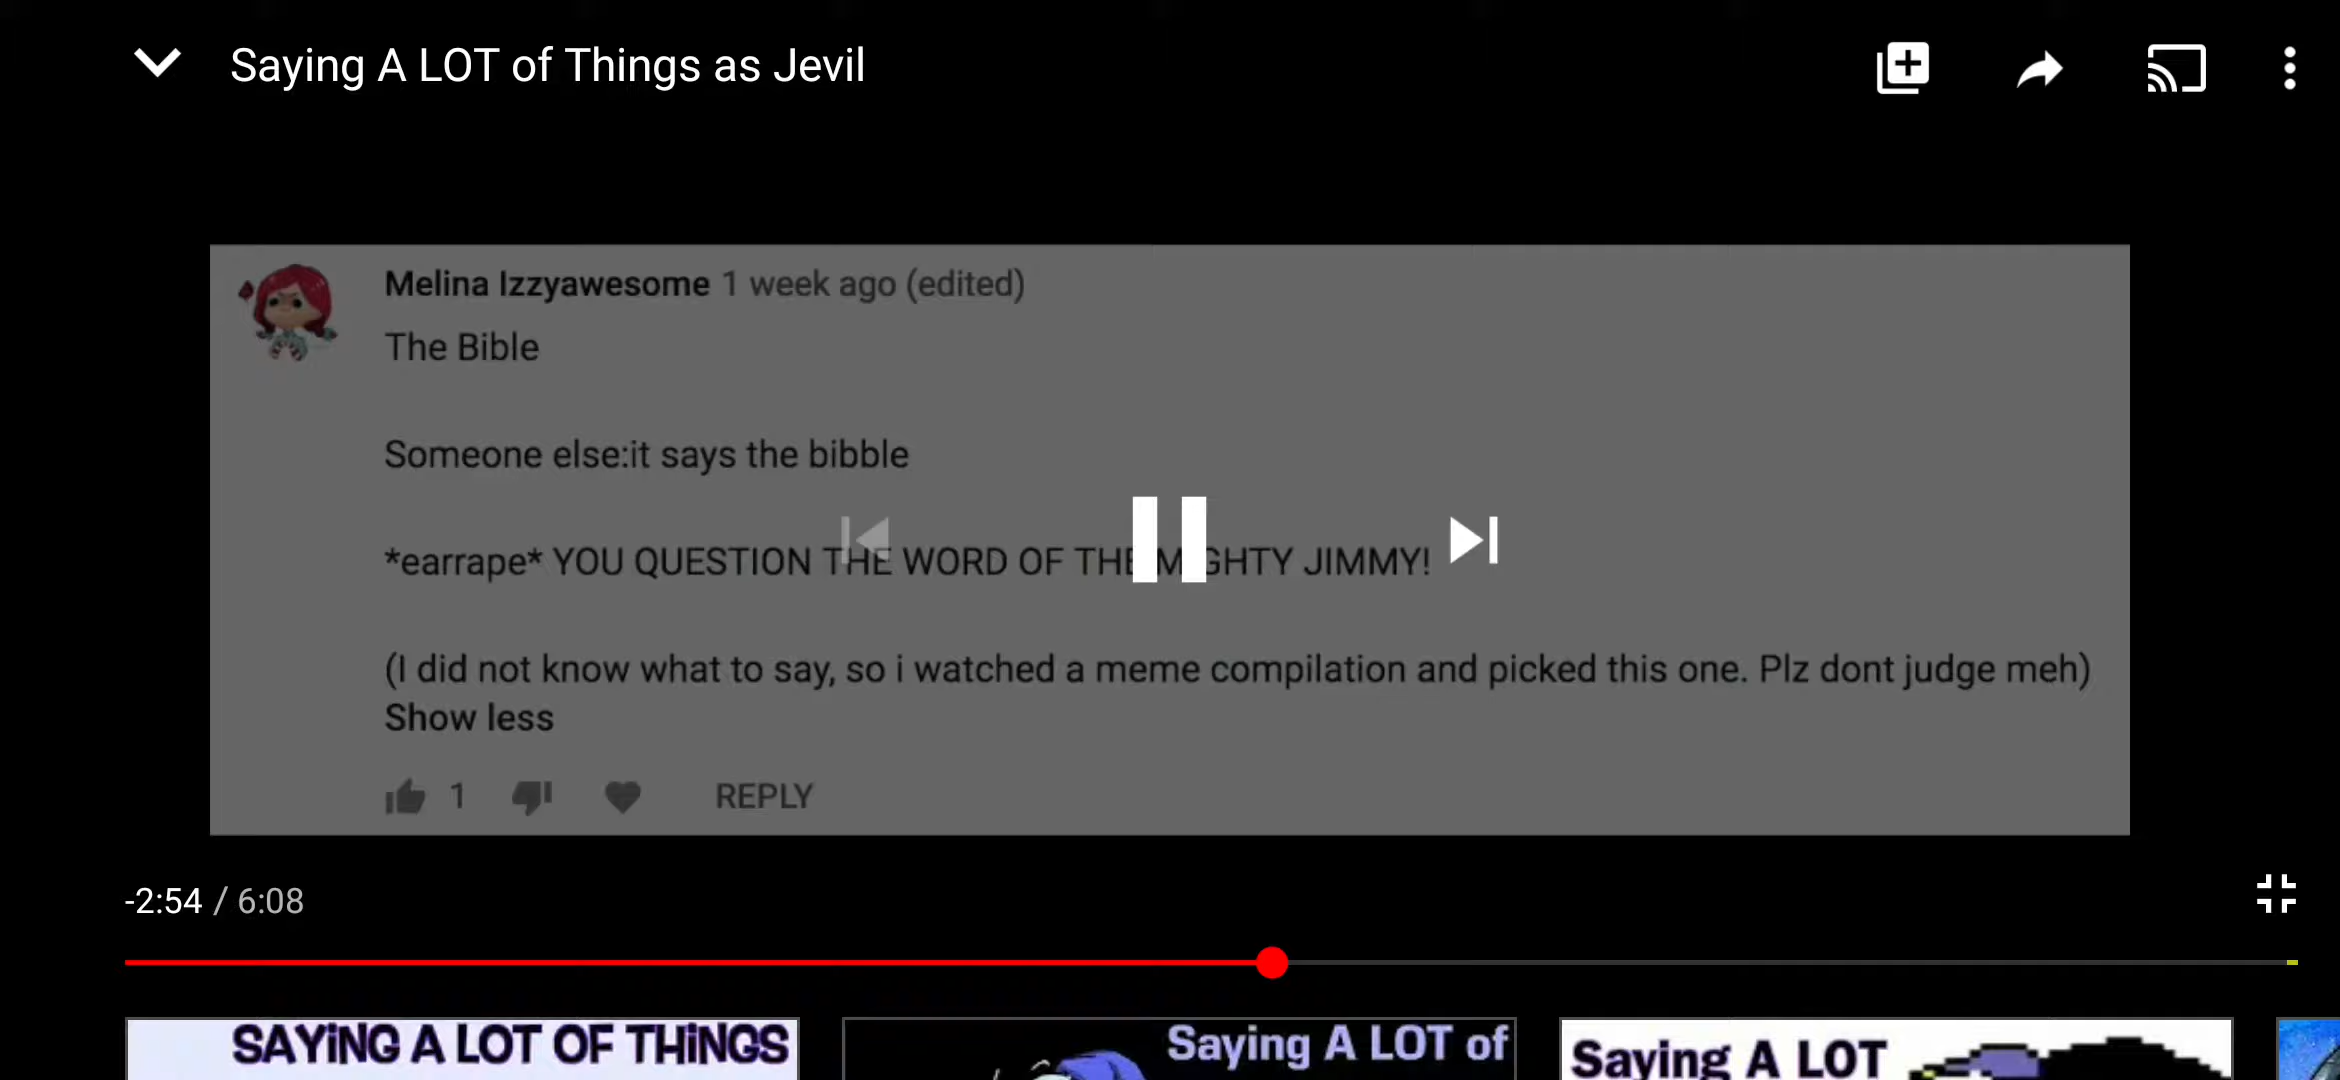 Saying A LOT of Things as Jevil
Melina Izzyawesome 1 week ago (edited)
The Bible
Someone else:it says the bibble
*earrape* YOU QUESTION THE WORD OF THE MIGHTY JIMMY!
(I did not know what to say, so i watched a meme compilation and picked this one. Plz dont judge meh)
Show less
1 REPLY
-2:54 / 6:08
SAYiNG A LOT OF THiNGS
Saying A LOT of
Saying A LOT